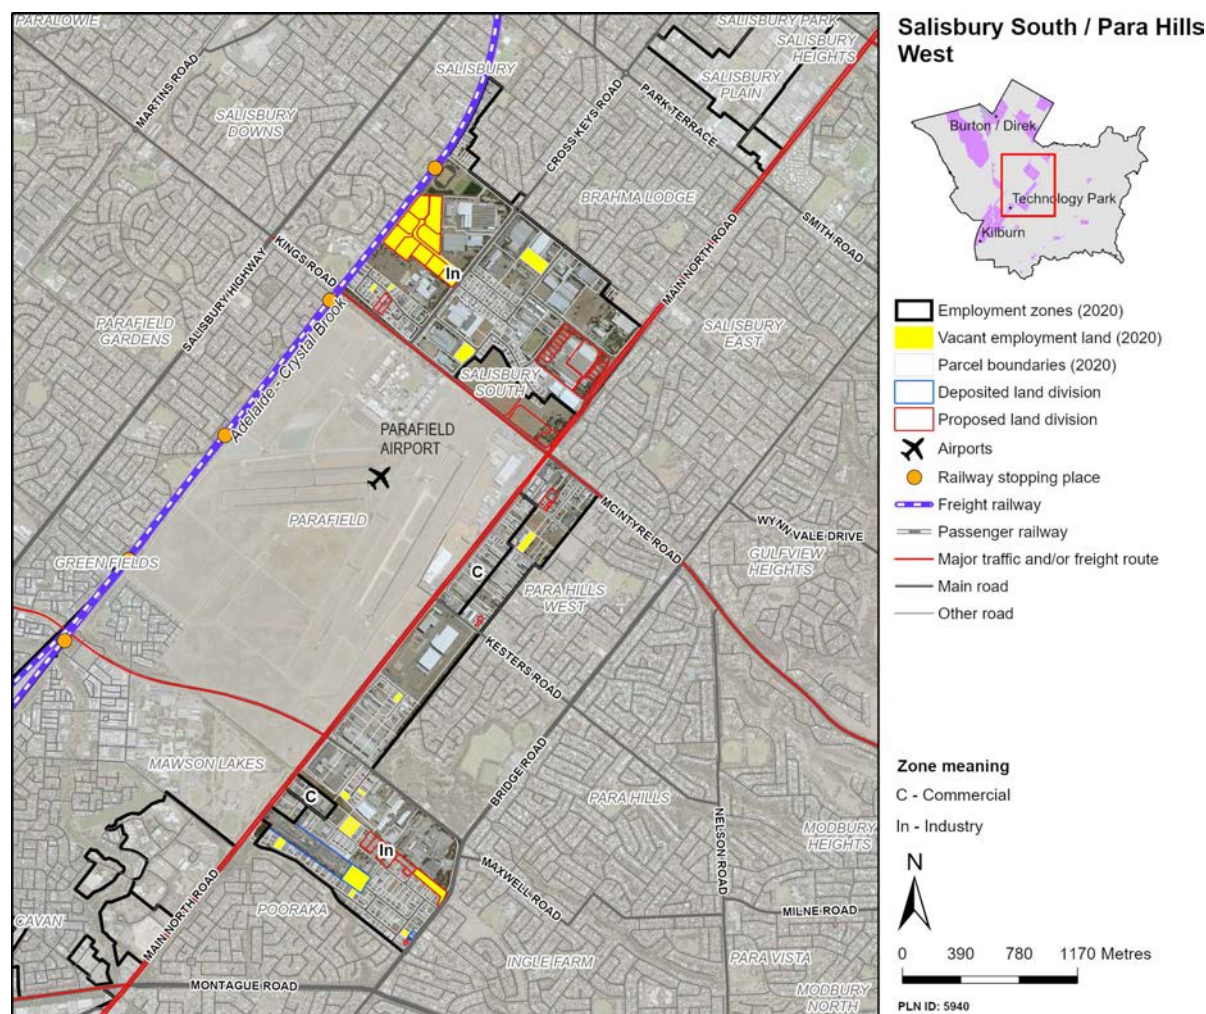 PARALOWIE
SALISBURY PARK
SALISBURY
HEIGHTS
SALISBURY
MARTINS ROAD
SALISBURY
PLAIN
PARK TERRACE
CROSS KEYS ROAD
SALISBURY
DOWNS
BRAHMA LODGE
SMITH ROAD
MAIN NORTH ROAD
KINGS ROAD
SALISBURY HIGHWAY
In
PARAFIELD
GARDENS
Adelaide - Crystal Brook
SALISBURY
EAST
SALISBURY
SOUTH
PARAFIELD
AIRPORT
PARAFIELD
MCINTYRE ROAD
WYNN VALE DRIVE
GULFVIEW
HEIGHTS
GREEN FIELDS
C
PARA HILLS
WEST
KESTERS ROAD
MAWSON LAKES
BRIDGE ROAD
C
PARA HILLS
NELSON ROAD
MODBURY
HEIGHTS
In
MAXWELL ROAD
MAIN NORTH ROAD
POORAKA
MILNE ROAD
CAVAN
INGLE FARM
PARA VISTA
MONTAGUE ROAD
MODBURY
NORTH
Salisbury South / Para Hills
West
Burton / Direk
Technology Park
Kilburn
Employment zones (2020)
Vacant employment land (2020)
Parcel boundaries (2020)
Deposited land division
Proposed land division
Airports
Railway stopping place
Freight railway
Passenger railway
Major traffic and/or freight route
Main road
Other road
Zone meaning
C - Commercial
In - Industry
N
0 390 780 1170 Metres
PLN ID: 5940